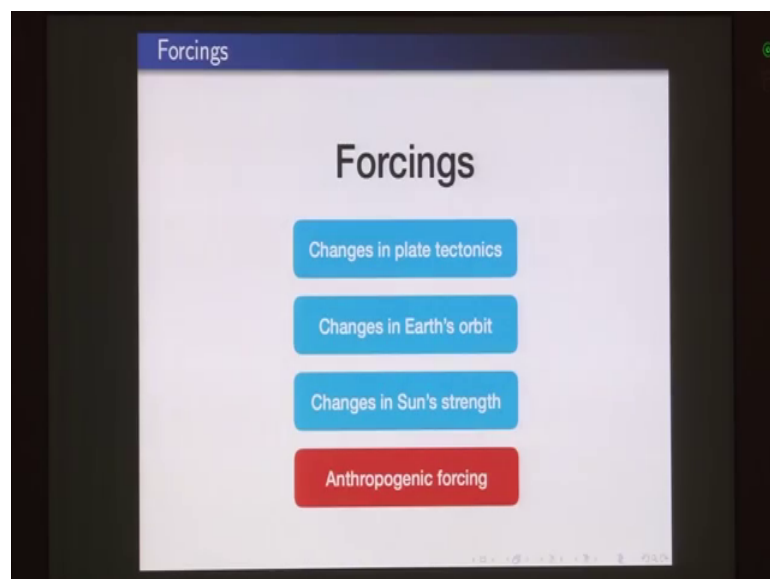 Forcings
Forcings
Changes in plate tectonics
Changes in Earth's orbit
Changes in Sun's strength
Anthropogenic forcing